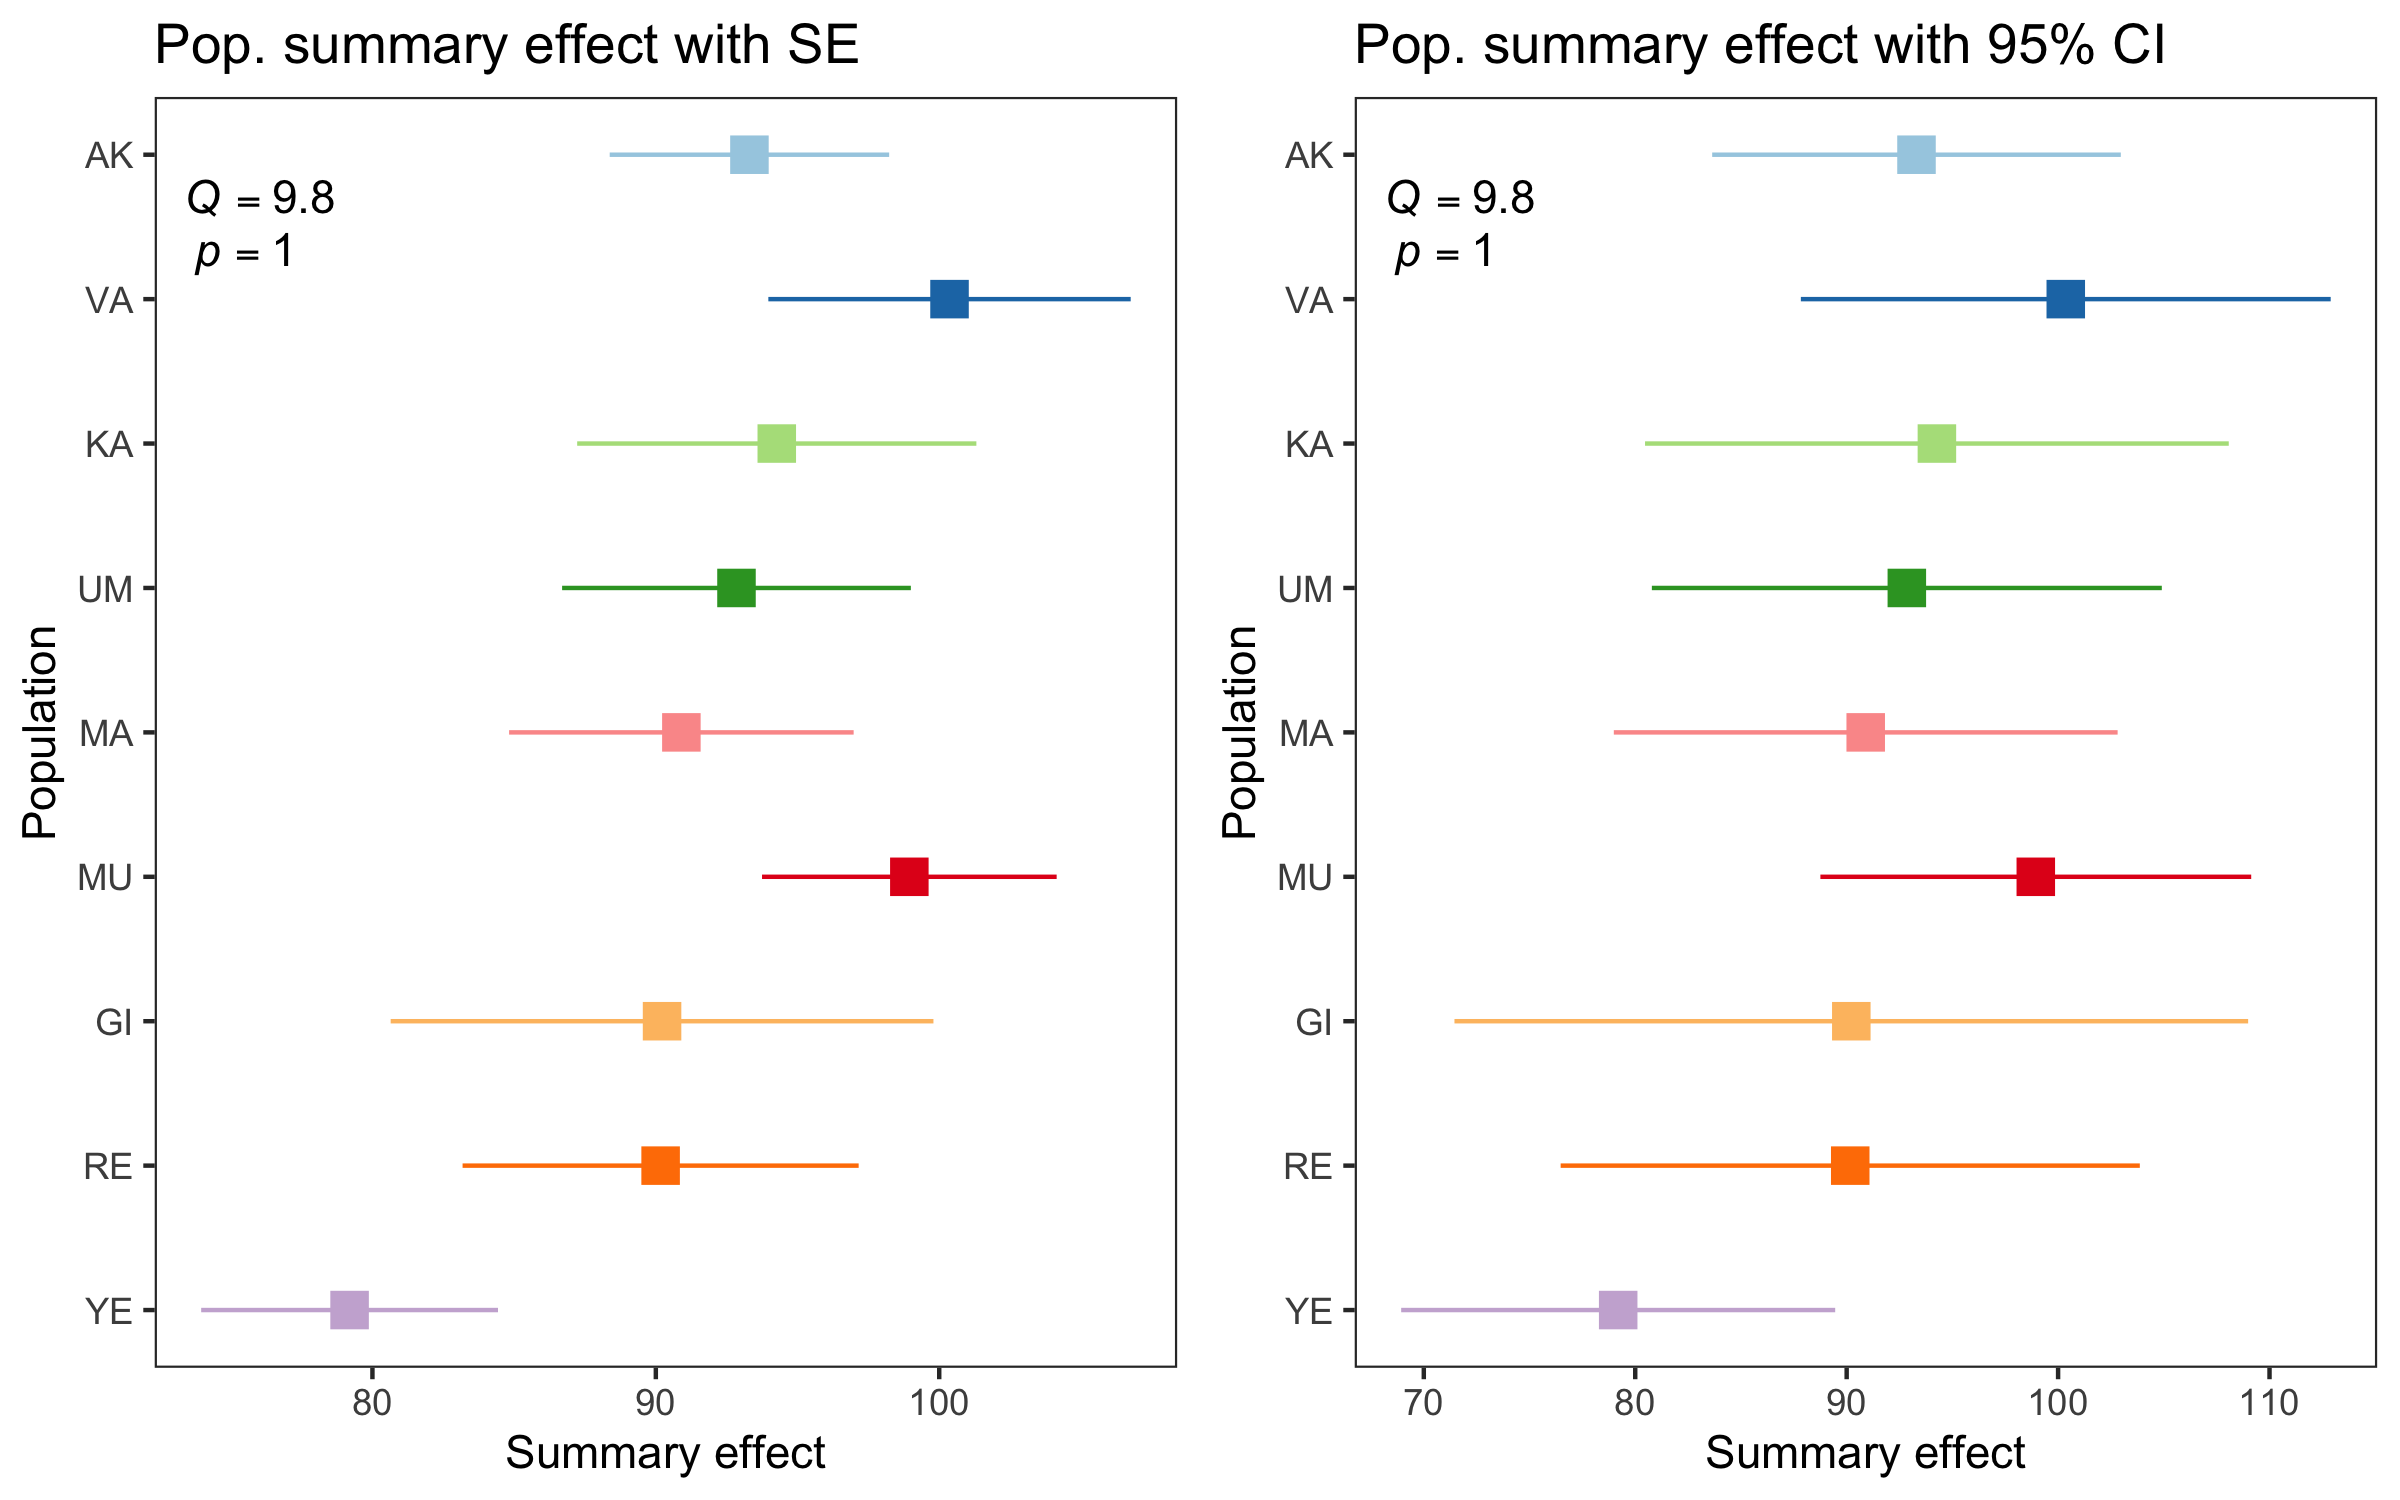 Pop. summary effect with SE
Q = 9.8
p = 1
AK
VA
KA
UM
MA
MU
GI
RE
YE
Population
80 90 100
Summary effect
Pop. summary effect with 95% CI
Q = 9.8
p = 1
AK
VA
KA
UM
MA
MU
GI
RE
YE
Population
70 80 90 100 110
Summary effect